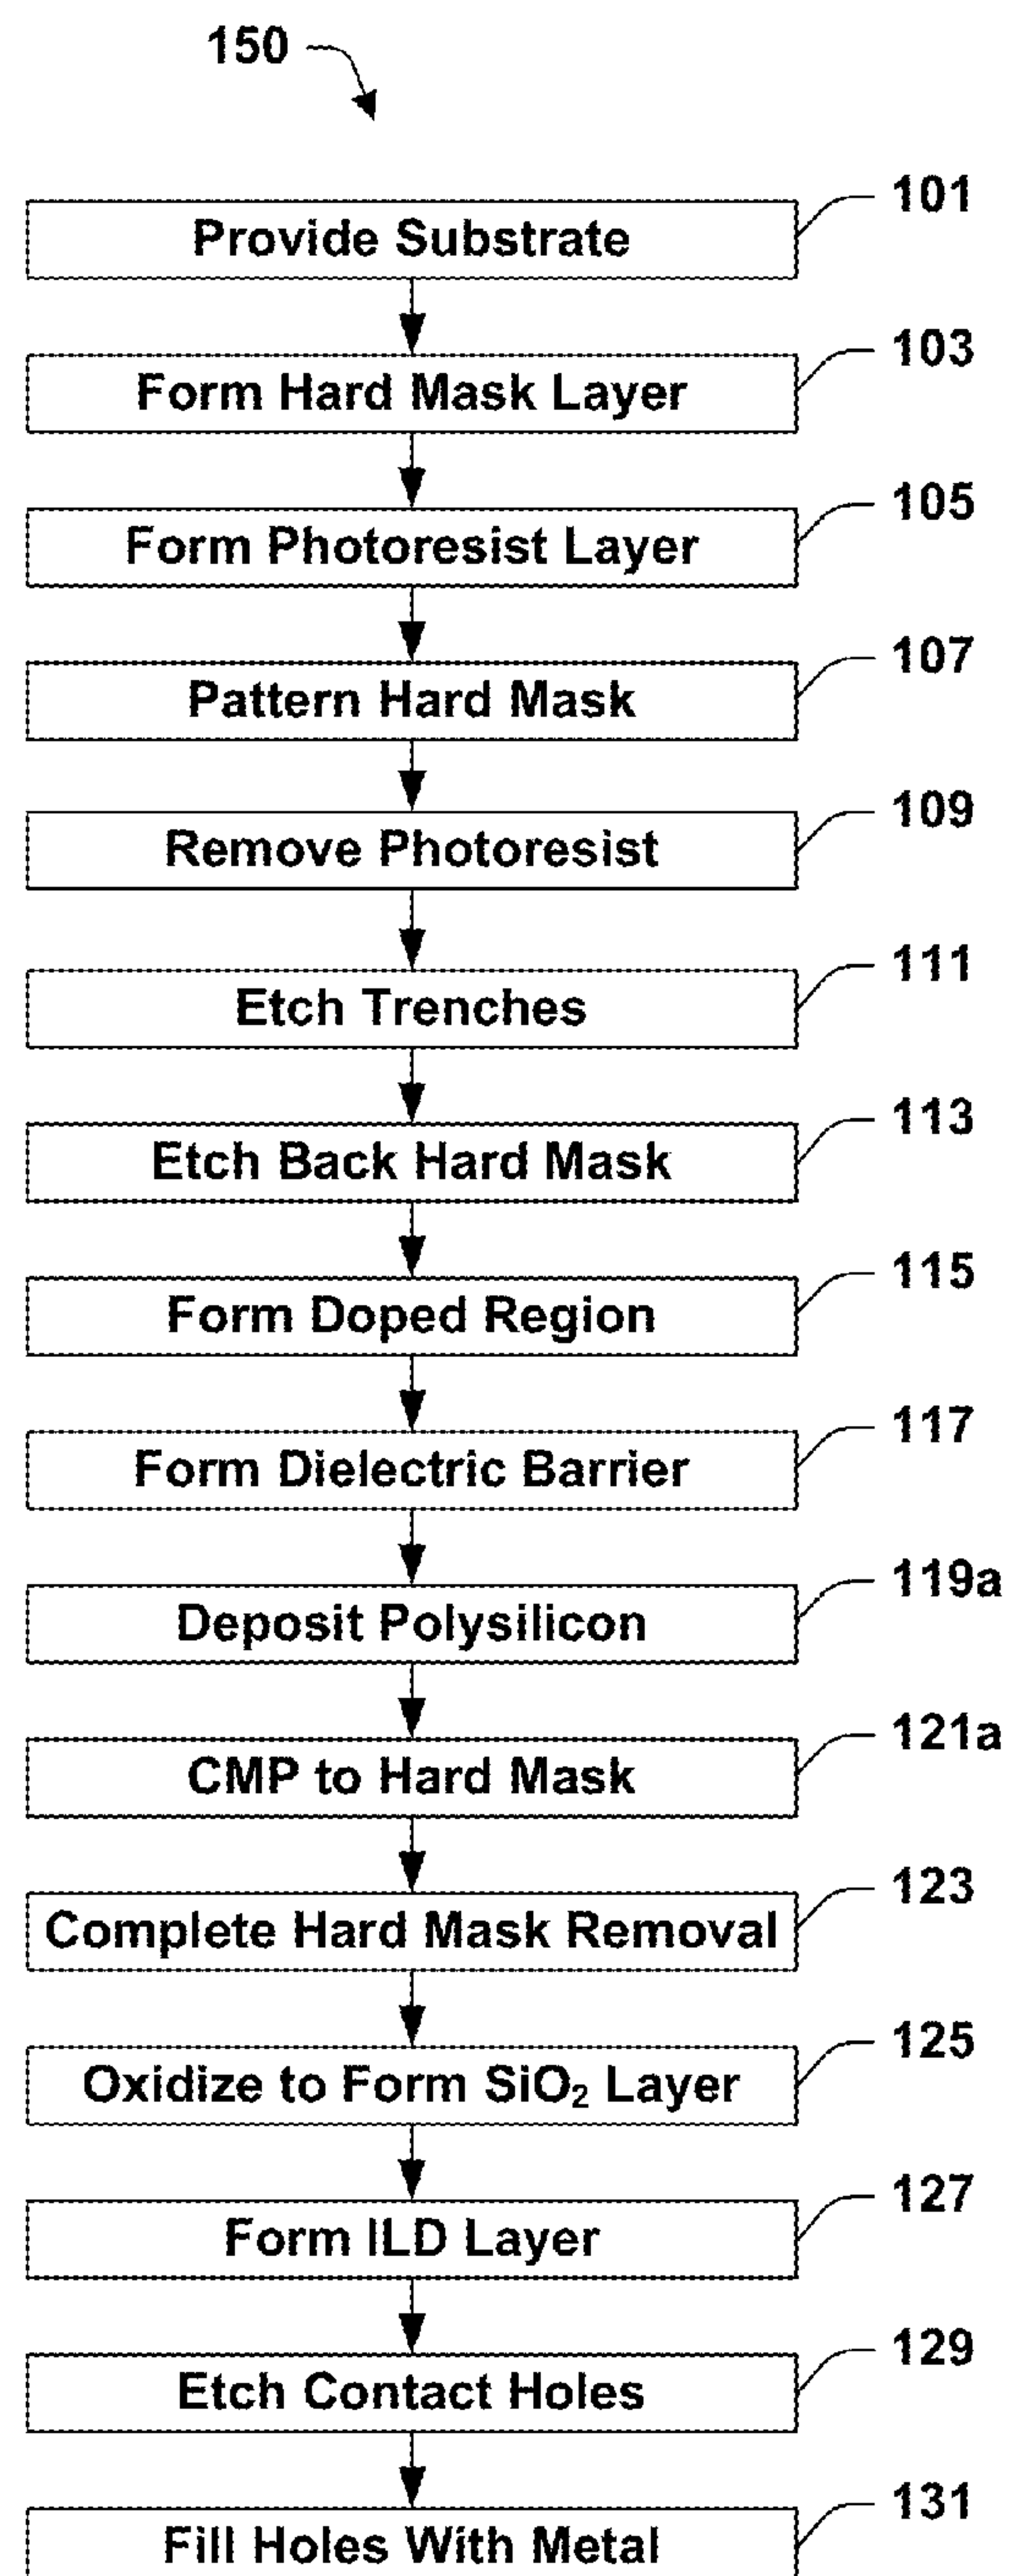 150
101
Provide Substrate
103
Form Hard Mask Layer
105
Form Photoresist Layer
107
Pattern Hard Mask
109
Remove Photoresist
111
Etch Trenches
113
Etch Back Hard Mask
115
Form Doped Region
117
Form Dielectric Barrier
119a
Deposit Polysilicon
121a
CMP to Hard Mask
123
Complete Hard Mask Removal
125
Oxidize to Form SiO₂ Layer
127
Form ILD Layer
129
Etch Contact Holes
131
Fill Holes With Metal